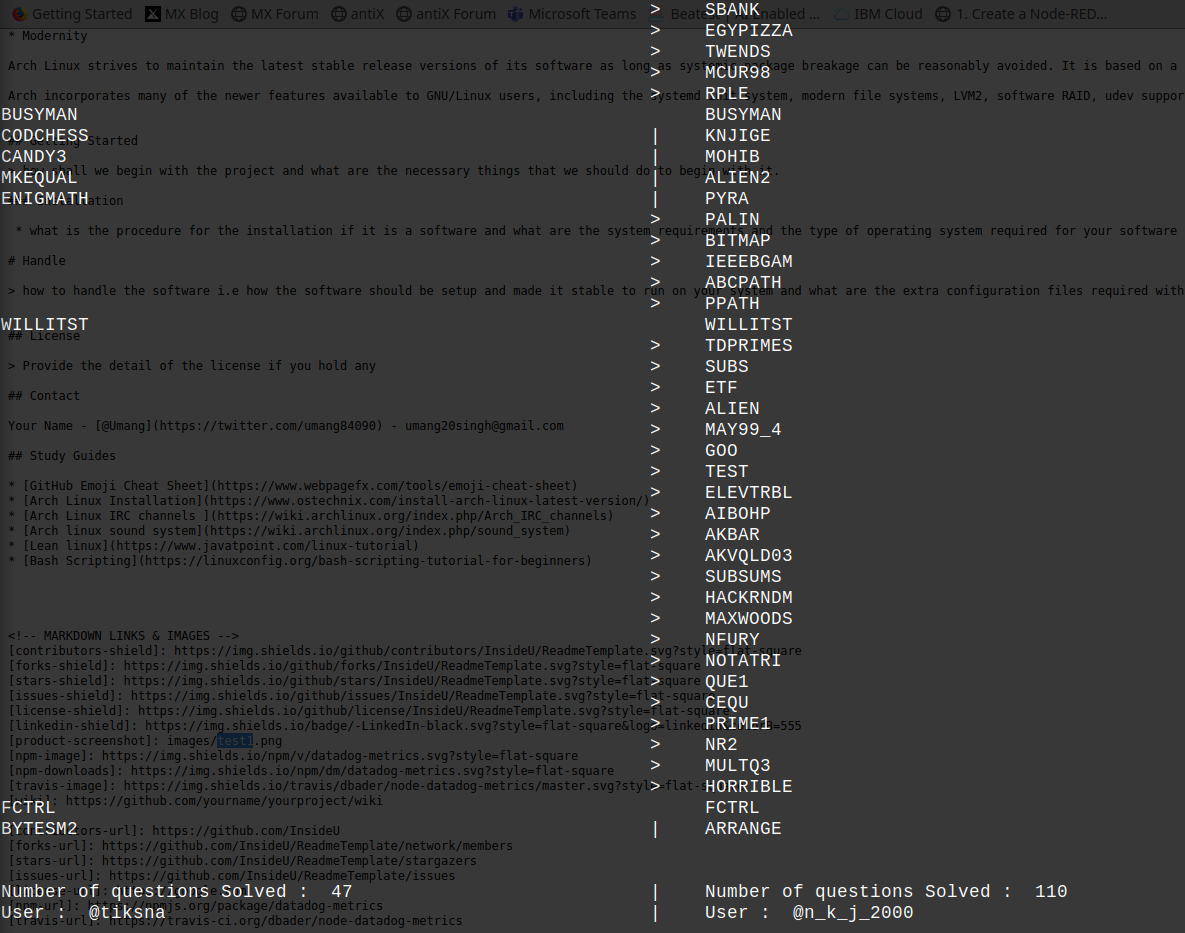 Getting Started MX Blog MX Forum antiX antiX Forum Microsoft Teams IBM Cloud 1. Create a Node-RED...
> SBANK
> EGYPIZZA
* Modernity
> TWENDS
Arch Linux strives to maintain the latest stable release versions of its software as long as systemic package breakage can be reasonably avoided. It is based on a
> MCUR98
Arch incorporates many of the newer features available to GNU/Linux users, including the systemd init system, modern file systems, LVM2, software RAID, udev suppor
> RPLE
BUSYMAN BUSYMAN
CODCHESS | KNJIGE
## Getting Started
CANDY3 | MOHIB
we begin with the project and what are the necessary things that we should do to begin
MKEQUAL | ALIEN2
ENIGMATH | PYRA
> PALIN
* what is the procedure for the installation if it is a software and what are the system requirements and the type of operating system required for your software
> BITMAP
# Handle
> IEEEBGAM
> ABCPATH
> how to handle the software i.e how the software should be setup and made it stable to run on your system and what are the extra configuration files required with
> PPATH
WILLITST WILLITST
## License
> TDPRIMES
> Provide the detail of the license if you hold any
> SUBS
> ETF
## Contact
> ALIEN
Your Name - [@Umang](https://twitter.com/umang84090) - umang20singh@gmail.com
> MAY99_4
> GOO
## Study Guides
> TEST
* [GitHub Emoji Cheat Sheet](https://www.webpagefx.com/tools/emoji-cheat-sheet)
> ELEVTRBL
* [Arch Linux Installation](https://www.ostechnix.com/install-arch-linux-latest-version/)
* [Arch Linux IRC channels ](https://wiki.archlinux.org/index.php/Arch_IRC_channels)
> AIBOHP
* [Arch linux sound system](https://wiki.archlinux.org/index.php/sound_system)
> AKBAR
* [Lean linux](https://www.javatpoint.com/linux-tutorial)
> AKVQLD03
* [Bash Scripting](https://linuxconfig.org/bash-scripting-tutorial-for-beginners)
> SUBSUMS
> HACKRNDM
> MAXWOODS
<!-- MARKDOWN LINKS & IMAGES -->
> NFURY
[contributors-shield]: https://img.shields.io/github/contributors/InsideU/ReadmeTemplate.svg?style=flat-square
> NOTATRI
[forks-shield]: https://img.shields.io/github/forks/InsideU/ReadmeTemplate.svg?style=flat-square
[stars-shield]: https://img.shields.io/github/stars/InsideU/ReadmeTemplate.svg?style=flat-square
> QUE1
[issues-shield]: https://img.shields.io/github/issues/InsideU/ReadmeTemplate.svg?style=flat-square
> CEQU
[license-shield]: https://img.shields.io/github/license/InsideU/ReadmeTemplate.svg?style=flat-square
[linkedin-shield]: https://img.shields.io/badge/-LinkedIn-black.svg?style=flat-square&logo=linkedin&colorB=555
> PRIME1
[product-screenshot]: images/test1.png
> NR2
[npm-image]: https://img.shields.io/npm/v/datadog-metrics.svg?style=flat-square
> MULTQ3
[npm-downloads]: https://img.shields.io/npm/dm/datadog-metrics.svg?style=flat-square
[travis-image]: https://img.shields.io/travis/dbader/node-datadog-metrics/master.svg?style=flat-square
> HORRIBLE
https://github.com/yourname/yourproject/wiki
FCTRL FCTRL
BYTESM2 | ARRANGE
https://github.com/InsideU
[forks-url]: https://github.com/InsideU/ReadmeTemplate/network/members
[stars-url]: https://github.com/InsideU/ReadmeTemplate/stargazers
[issues-url]: https://github.com/InsideU/ReadmeTemplate/issues
Number of questions Solved : 47 | Number of questions Solved : 110
[npm-url]: https://npmjs.org/package/datadog-metrics
User : @tiksna | User : @n_k_j_2000
[travis-url]: https://travis-ci.org/dbader/node-datadog-metrics